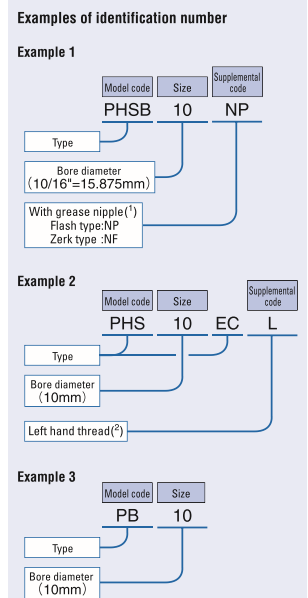 Examples of identification number
Example 1
Model code
Size
Supplemental
code
PHSB 10 NP
Type
Bore diameter
(10/16"=15.875mm)
With grease nipple(¹)
Flash type:NP
Zerk type :NF
Example 2
Model code
Size
Supplemental
code
PHS 10 EC L
Type
Bore diameter
(10mm)
Left hand thread(²)
Example 3
Model code
Size
PB 10
Type
Bore diameter
(10mm)